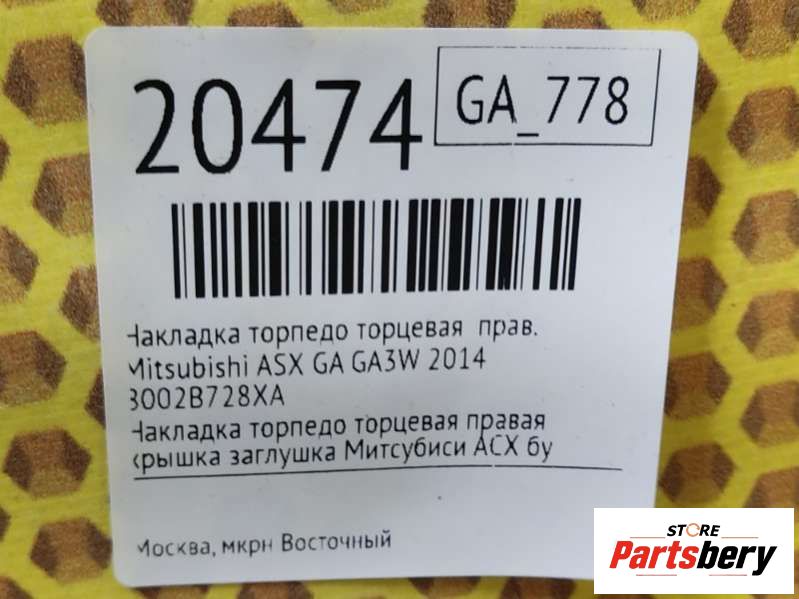 20474
GA_778
Накладка торпедо торцевая прав.
Mitsubishi ASX GA GA3W 2014
8002B728XA
Накладка торпедо торцевая правая
крышка заглушка Митсубиси АСХ бу
Москва, мкрн Восточный
STORE
Partsbery